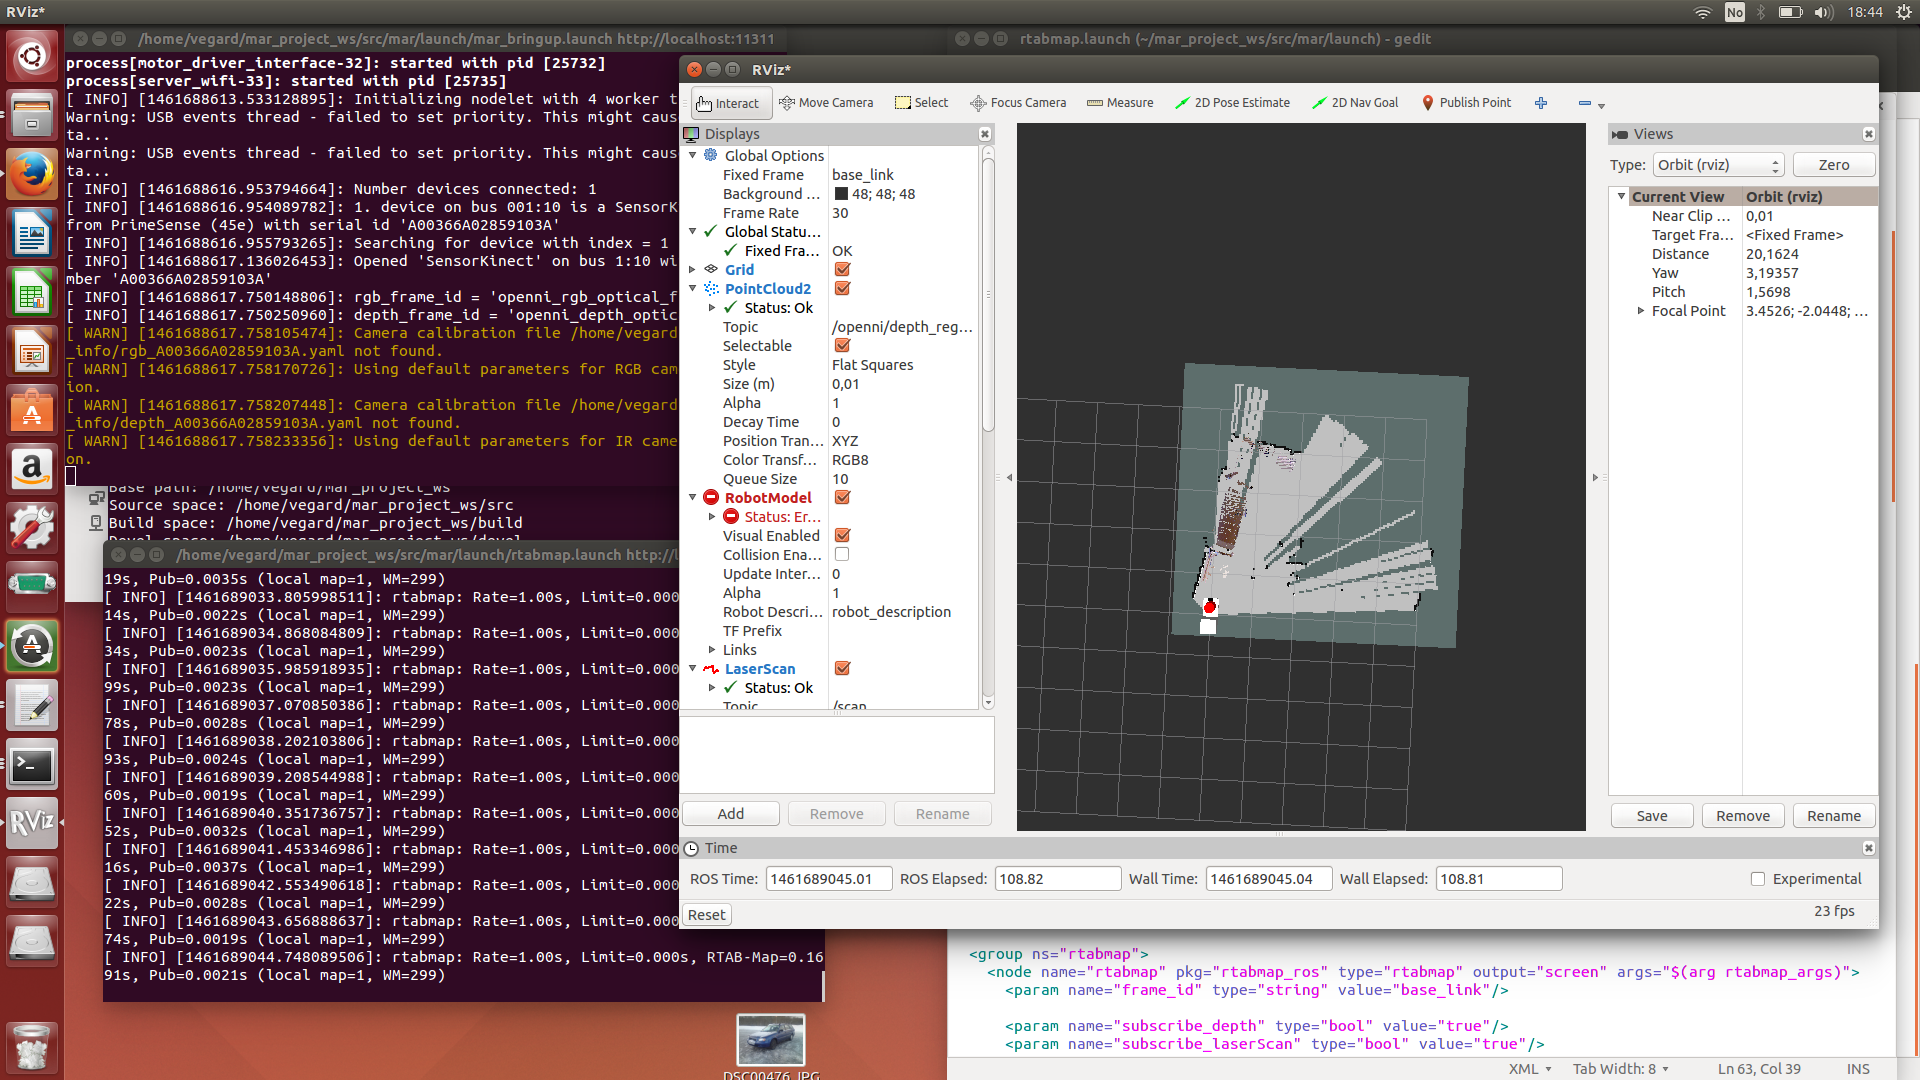 RViz*
No
18:44
/home/vegard/mar_project_ws/src/mar/launch/mar_bringup.launch http://localhost:11311
process[motor_driver_interface-32]: started with pid [25732]
process[server_wifi-33]: started with pid [25735]
[ INFO] [1461688613.533128895]: Initializing nodelet with 4 worker t
Warning: USB events thread - failed to set priority. This might caus
ta...
Warning: USB events thread - failed to set priority. This might caus
ta...
[ INFO] [1461688616.953794664]: Number devices connected: 1
[ INFO] [1461688616.954089782]: 1. device on bus 001:10 is a SensorK
from PrimeSense (45e) with serial id 'A00366A02859103A'
[ INFO] [1461688616.955793265]: Searching for device with index = 1
[ INFO] [1461688617.136026453]: Opened 'SensorKinect' on bus 1:10 wi
mber 'A00366A02859103A'
[ INFO] [1461688617.750148806]: rgb_frame_id = 'openni_rgb_optical_f
[ INFO] [1461688617.750250960]: depth_frame_id = 'openni_depth_optic
[ WARN] [1461688617.758105474]: Camera calibration file /home/vegard
_info/rgb_A00366A02859103A.yaml not found.
[ WARN] [1461688617.758170726]: Using default parameters for RGB cam
ion.
[ WARN] [1461688617.758207448]: Camera calibration file /home/vegard
_info/depth_A00366A02859103A.yaml not found.
[ WARN] [1461688617.758233356]: Using default parameters for IR came
on.
Base path: /home/vegard/mar_project_ws
Source space: /home/vegard/mar_project_ws/src
Build space: /home/vegard/mar_project_ws/build
Devel space: /home/vegard/mar_project_ws/devel
/home/vegard/mar_project_ws/src/mar/launch/rtabmap.launch http://l
19s, Pub=0.0035s (local map=1, WM=299)
[ INFO] [1461689033.805998511]: rtabmap: Rate=1.00s, Limit=0.000
14s, Pub=0.0022s (local map=1, WM=299)
[ INFO] [1461689034.868084809]: rtabmap: Rate=1.00s, Limit=0.000
34s, Pub=0.0023s (local map=1, WM=299)
[ INFO] [1461689035.985918935]: rtabmap: Rate=1.00s, Limit=0.000
99s, Pub=0.0023s (local map=1, WM=299)
[ INFO] [1461689037.070850386]: rtabmap: Rate=1.00s, Limit=0.000
78s, Pub=0.0028s (local map=1, WM=299)
[ INFO] [1461689038.202103806]: rtabmap: Rate=1.00s, Limit=0.000
93s, Pub=0.0024s (local map=1, WM=299)
[ INFO] [1461689039.208544988]: rtabmap: Rate=1.00s, Limit=0.000
60s, Pub=0.0019s (local map=1, WM=299)
[ INFO] [1461689040.351736757]: rtabmap: Rate=1.00s, Limit=0.000
52s, Pub=0.0032s (local map=1, WM=299)
[ INFO] [1461689041.453346986]: rtabmap: Rate=1.00s, Limit=0.000
16s, Pub=0.0037s (local map=1, WM=299)
[ INFO] [1461689042.553490618]: rtabmap: Rate=1.00s, Limit=0.000
22s, Pub=0.0028s (local map=1, WM=299)
[ INFO] [1461689043.656888637]: rtabmap: Rate=1.00s, Limit=0.000
74s, Pub=0.0019s (local map=1, WM=299)
[ INFO] [1461689044.748089506]: rtabmap: Rate=1.00s, Limit=0.000s, RTAB-Map=0.16
91s, Pub=0.0021s (local map=1, WM=299)
RViz
DSC00476.JPG
rtabmap.launch (~/mar_project_ws/src/mar/launch) - gedit
RViz*
Interact Move Camera Select Focus Camera Measure 2D Pose Estimate 2D Nav Goal Publish Point
Displays
Global Options
Fixed Frame base_link
Background ... 48; 48; 48
Frame Rate 30
Global Statu...
Fixed Fra... OK
Grid
PointCloud2
Status: Ok
Topic /openni/depth_reg...
Selectable
Style Flat Squares
Size (m) 0,01
Alpha 1
Decay Time 0
Position Tran... XYZ
Color Transf... RGB8
Queue Size 10
RobotModel
Status: Er...
Visual Enabled
Collision Ena...
Update Inter... 0
Alpha 1
Robot Descri... robot_description
TF Prefix
Links
LaserScan
Status: Ok
Topic /scan
Add Remove Rename
Views
Type: Orbit (rviz) Zero
Current View Orbit (rviz)
Near Clip ... 0,01
Target Fra... <Fixed Frame>
Distance 20,1624
Yaw 3,19357
Pitch 1,5698
Focal Point 3.4526; -2.0448; ...
Save Remove Rename
Time
ROS Time: 1461689045.01 ROS Elapsed: 108.82 Wall Time: 1461689045.04 Wall Elapsed: 108.81 Experimental
Reset 23 fps
<group ns="rtabmap">
<node name="rtabmap" pkg="rtabmap_ros" type="rtabmap" output="screen" args="$(arg rtabmap_args)">
<param name="frame_id" type="string" value="base_link"/>
<param name="subscribe_depth" type="bool" value="true"/>
<param name="subscribe_laserScan" type="bool" value="true"/>
XML Tab Width: 8 Ln 63, Col 39 INS